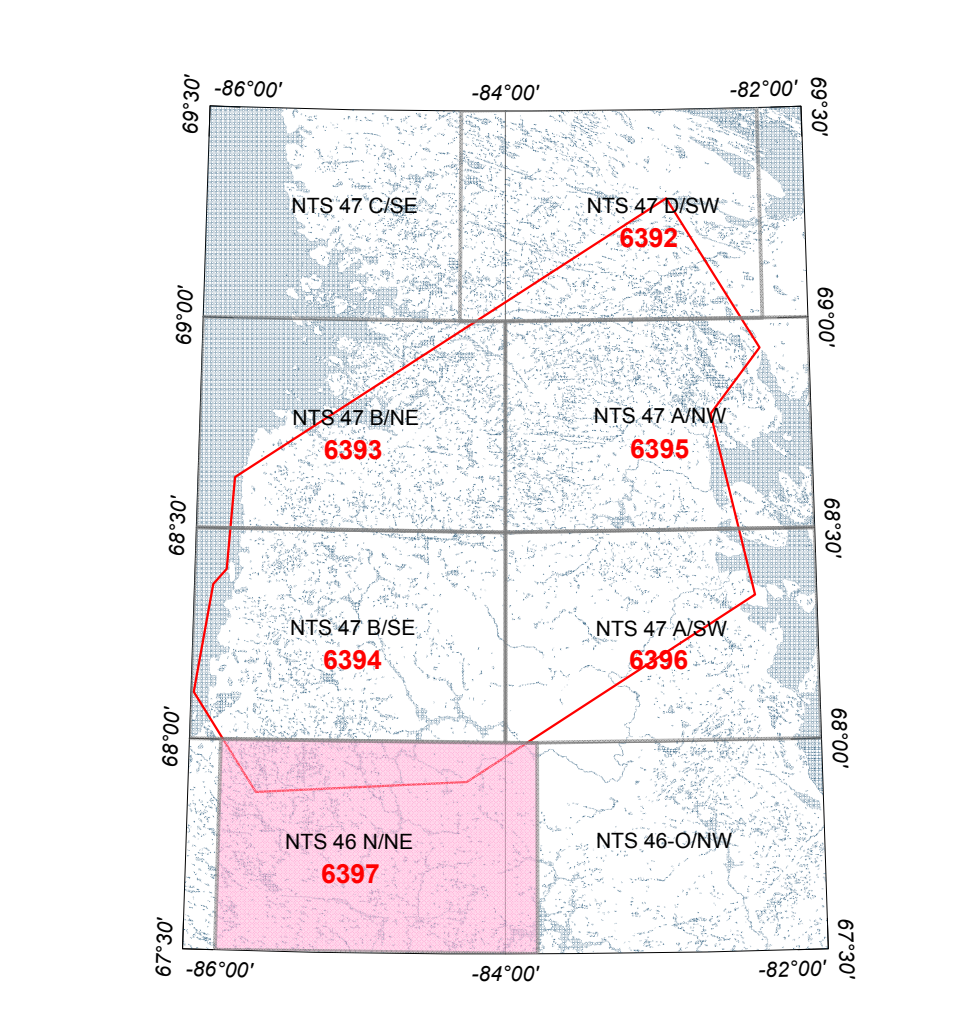 -86°00'
-84°00'
-82°00'
69°30'
69°30'
NTS 47 C/SE
NTS 47 D/SW
6392
69°00'
69°00'
NTS 47 B/NE
NTS 47 A/NW
6393
6395
68°30'
68°30'
NTS 47 B/SE
NTS 47 A/SW
6394
6396
68°00'
68°00'
NTS 46 N/NE
NTS 46-O/NW
6397
67°30'
67°30'
-86°00'
-84°00'
-82°00'